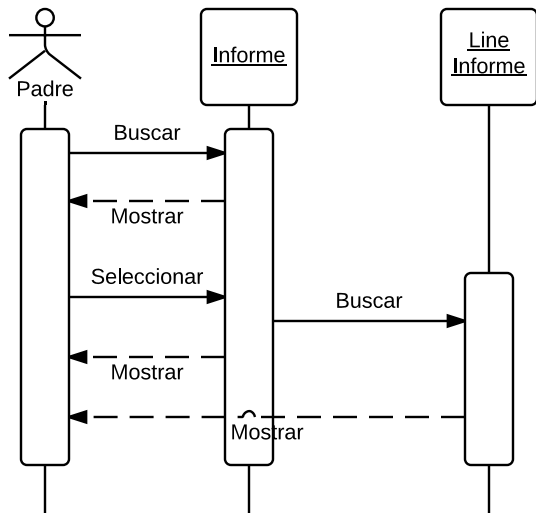 Informe
Line
Informe
Padre
Buscar
Mostrar
Seleccionar
Buscar
Mostrar
Mostrar